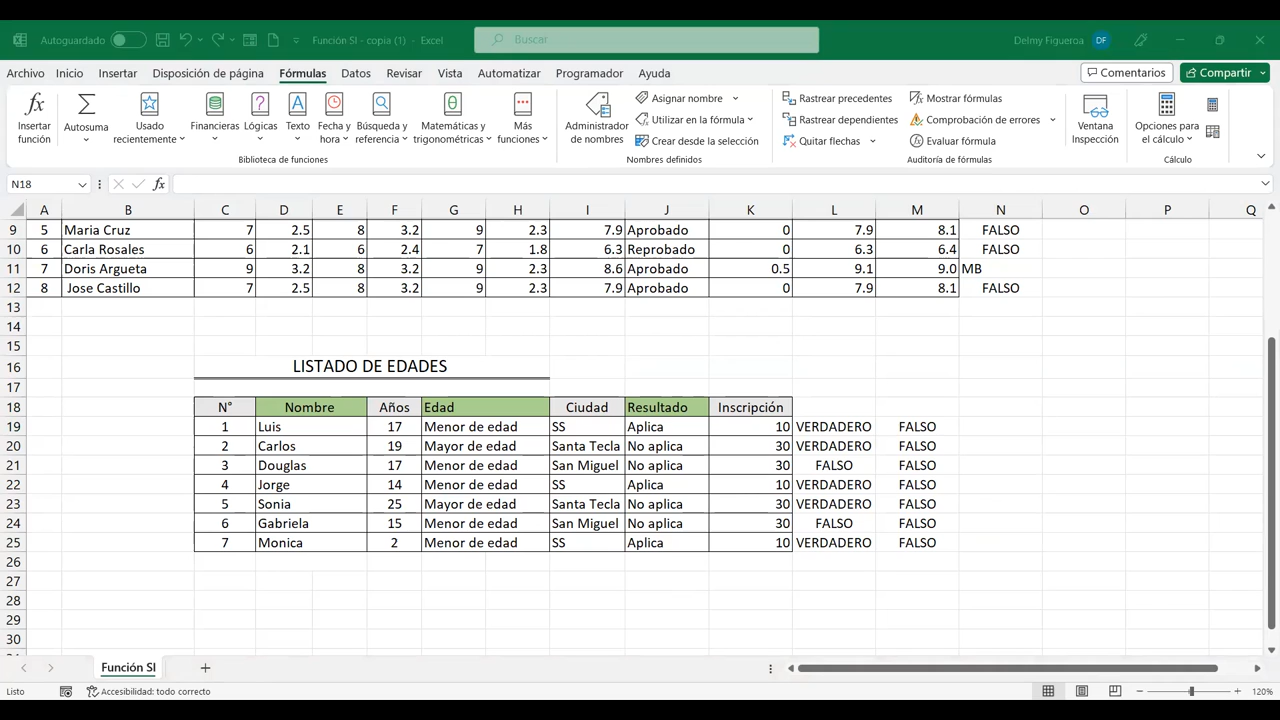 Autoguardado Función SI - copia (1) - Excel Buscar Delmy Figueroa DF
Archivo Inicio Insertar Disposición de página Fórmulas Datos Revisar Vista Automatizar Programador Ayuda Comentarios Compartir
Insertar función Autosuma Usado recientemente Financieras Lógicas Texto Fecha y hora Búsqueda y referencia Matemáticas y trigonométricas Más funciones
Administrador de nombres Asignar nombre Utilizar en la fórmula Crear desde la selección
Rastrear precedentes Rastrear dependientes Quitar flechas Mostrar fórmulas Comprobación de errores Evaluar fórmula
Ventana Inspección Opciones para el cálculo
Biblioteca de funciones Nombres definidos Auditoría de fórmulas Cálculo
N18 fx
A B C D E F G H I J K L M N O P Q
9 5 Maria Cruz 7 2.5 8 3.2 9 2.3 7.9 Aprobado 0 7.9 8.1 FALSO
10 6 Carla Rosales 6 2.1 6 2.4 7 1.8 6.3 Reprobado 0 6.3 6.4 FALSO
11 7 Doris Argueta 9 3.2 8 3.2 9 2.3 8.6 Aprobado 0.5 9.1 9.0 MB
12 8 Jose Castillo 7 2.5 8 3.2 9 2.3 7.9 Aprobado 0 7.9 8.1 FALSO
13
14
15
16 LISTADO DE EDADES
17
18 N° Nombre Años Edad Ciudad Resultado Inscripción
19 1 Luis 17 Menor de edad SS Aplica 10 VERDADERO FALSO
20 2 Carlos 19 Mayor de edad Santa Tecla No aplica 30 VERDADERO FALSO
21 3 Douglas 17 Menor de edad San Miguel No aplica 30 FALSO FALSO
22 4 Jorge 14 Menor de edad SS Aplica 10 VERDADERO FALSO
23 5 Sonia 25 Mayor de edad Santa Tecla No aplica 30 VERDADERO FALSO
24 6 Gabriela 15 Menor de edad San Miguel No aplica 30 FALSO FALSO
25 7 Monica 2 Menor de edad SS Aplica 10 VERDADERO FALSO
26
27
28
29
30
Función SI
Listo Accesibilidad: todo correcto 120%